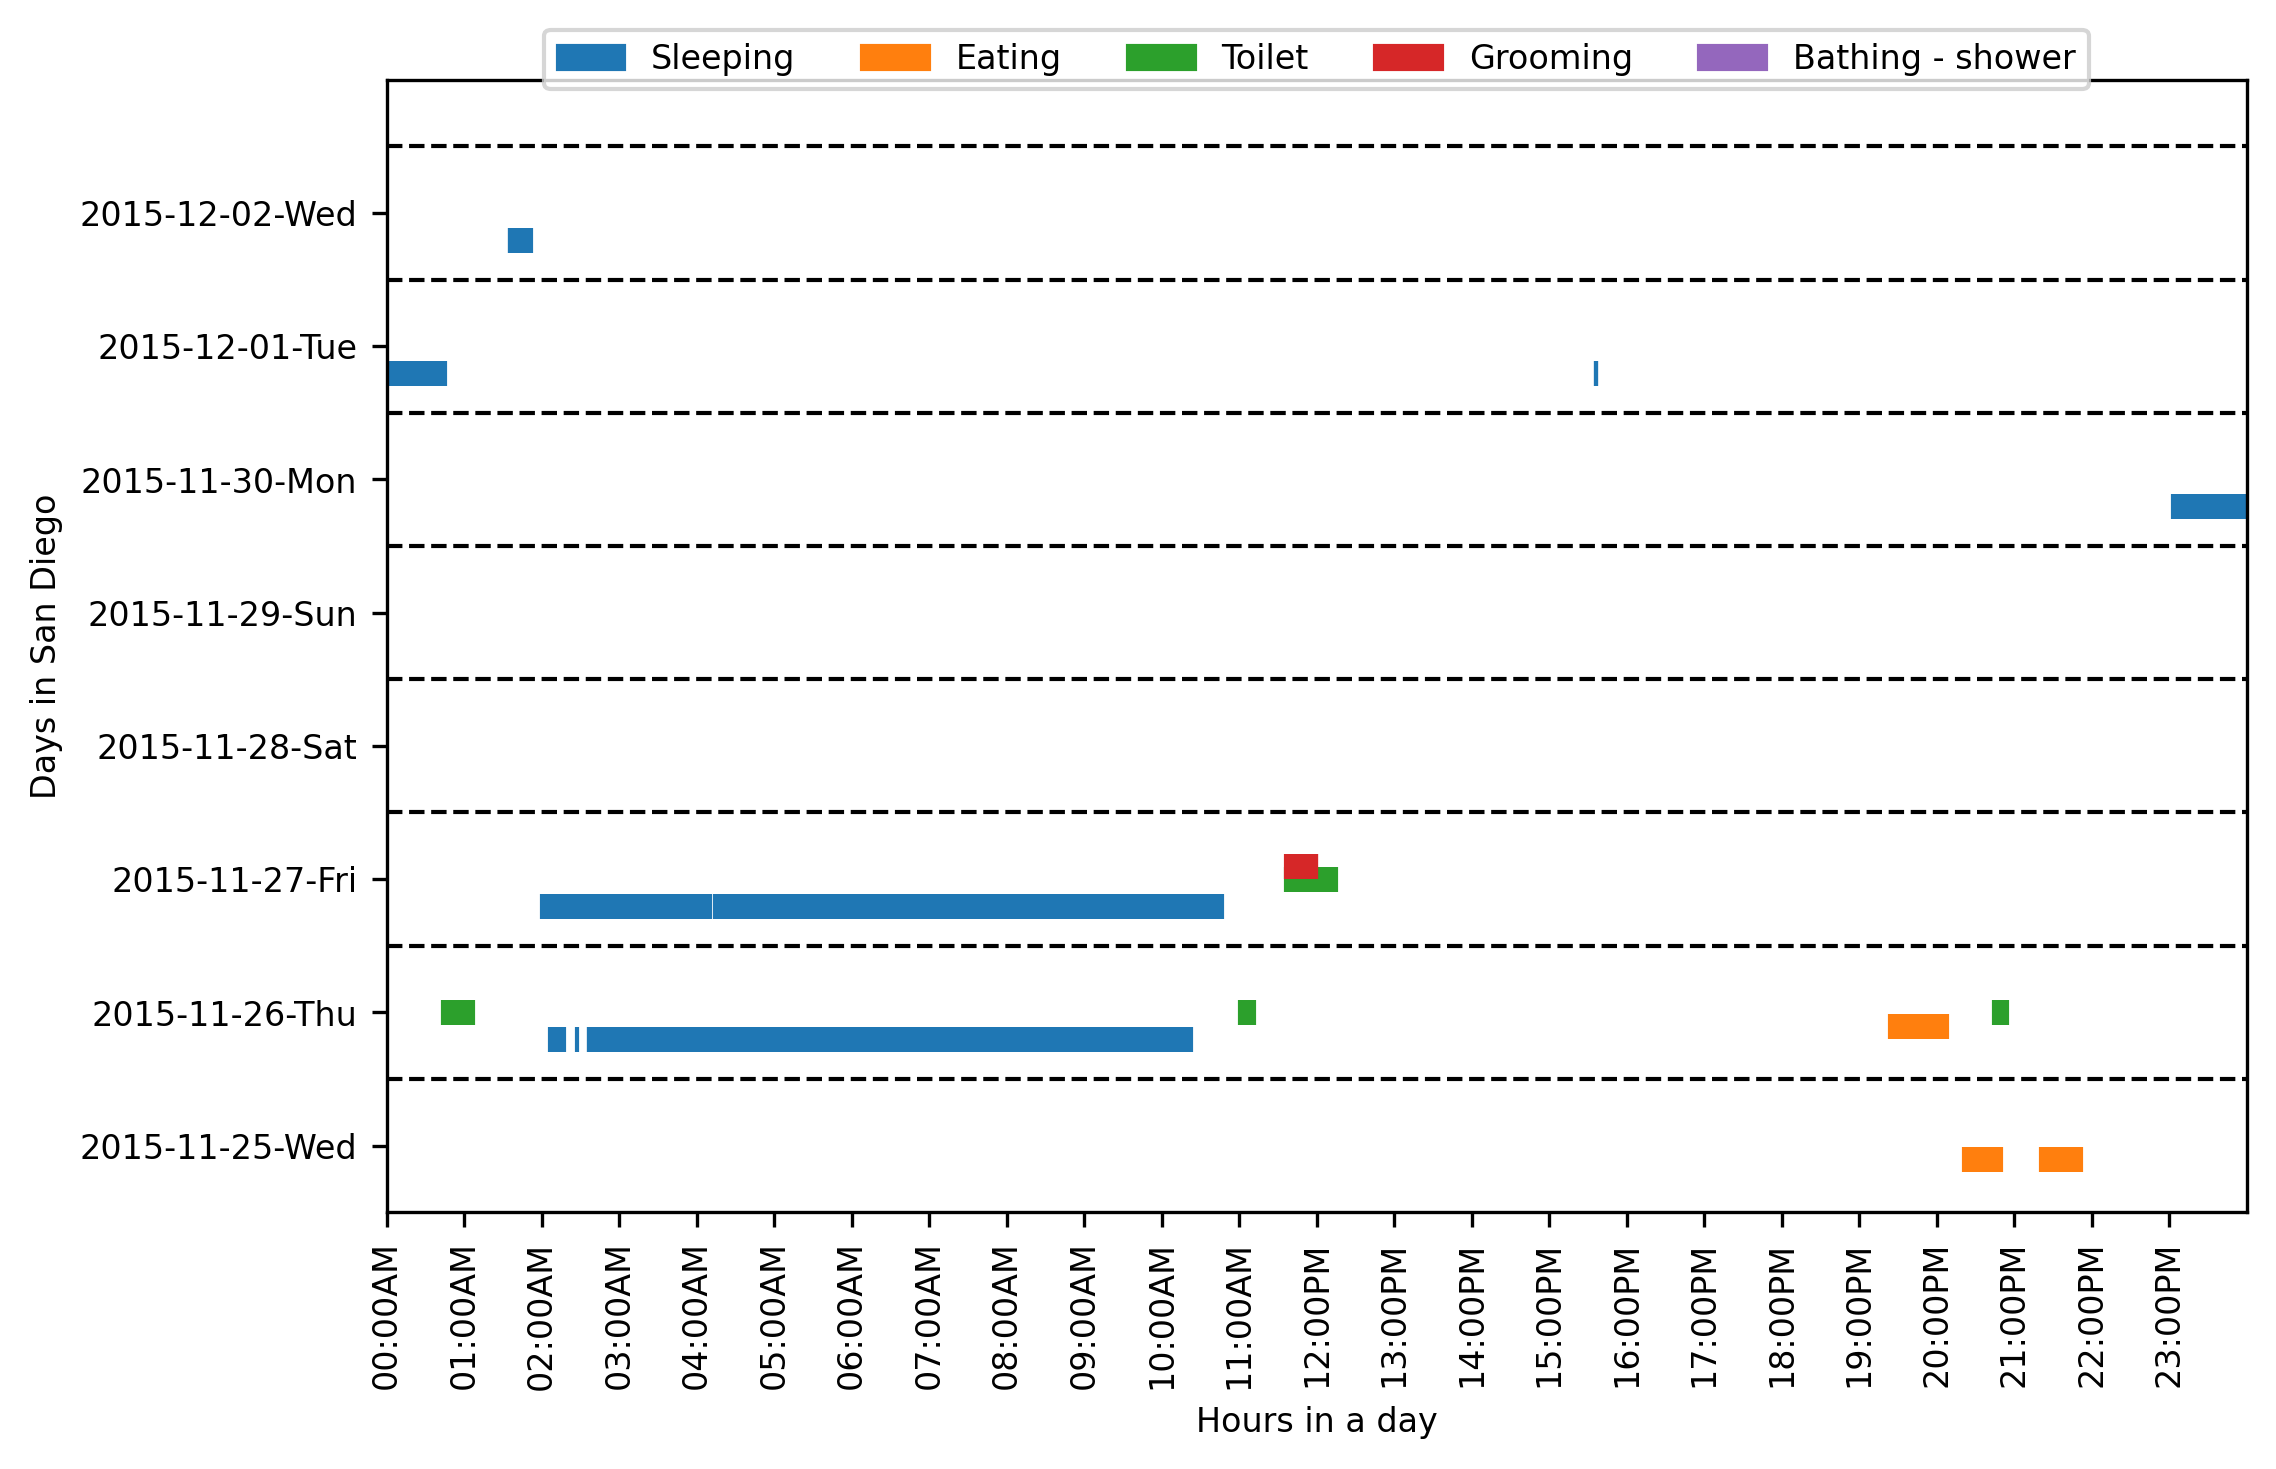 Sleeping Eating Toilet Grooming Bathing - shower
2015-12-02-Wed
2015-12-01-Tue
2015-11-30-Mon
2015-11-29-Sun
2015-11-28-Sat
2015-11-27-Fri
2015-11-26-Thu
2015-11-25-Wed
Days in San Diego
00:00AM
01:00AM
02:00AM
03:00AM
04:00AM
05:00AM
06:00AM
07:00AM
08:00AM
09:00AM
10:00AM
11:00AM
12:00PM
13:00PM
14:00PM
15:00PM
16:00PM
17:00PM
18:00PM
19:00PM
20:00PM
21:00PM
22:00PM
23:00PM
Hours in a day